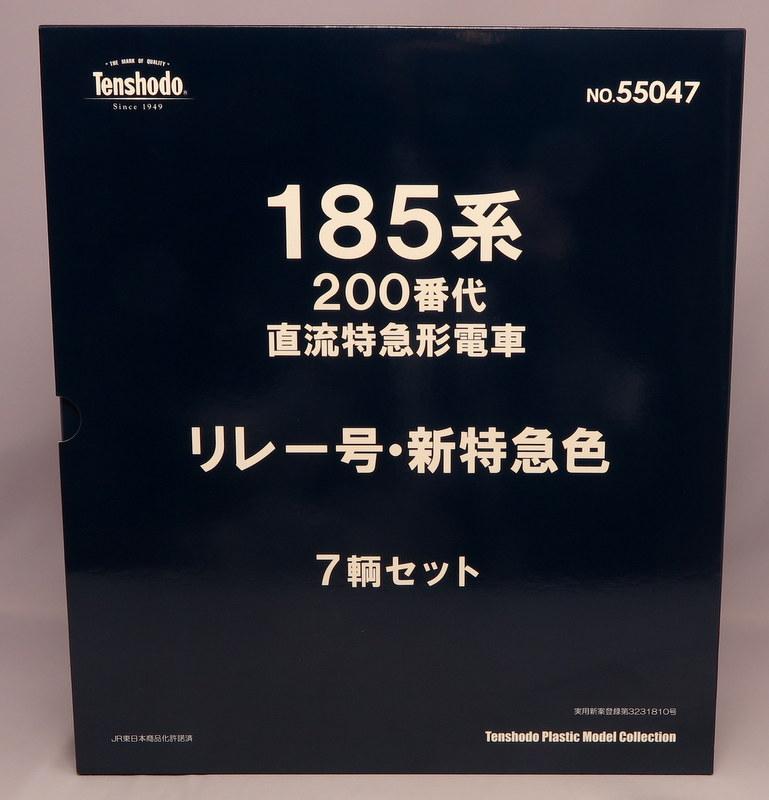 THE MARK OF QUALITY
Tenshodo®
Since 1949
NO.55047
185系
200番代
直流特急形電車
リレー号・新特急色
7輌セット
実用新案登録第3231810号
JR東日本商品化許諾済
Tenshodo Plastic Model Collection